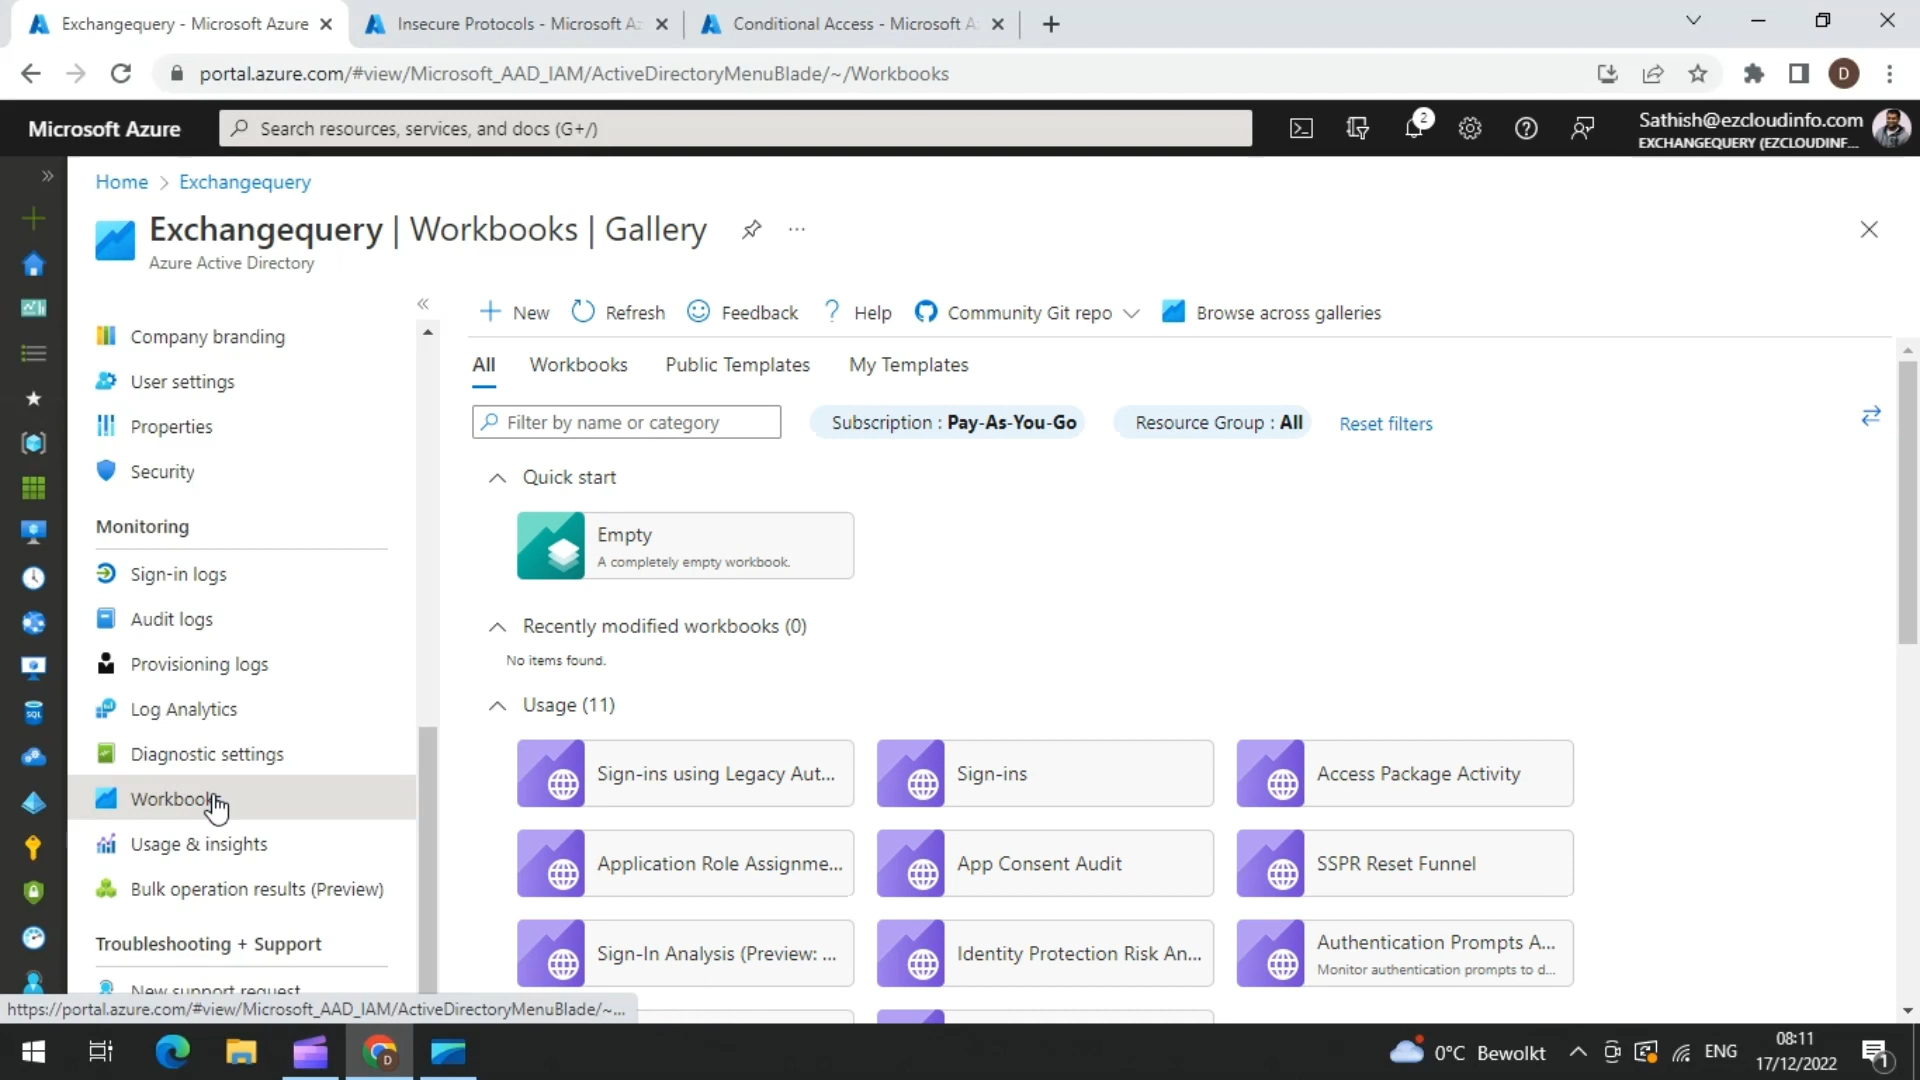 Exchangequery - Microsoft Azure
Insecure Protocols - Microsoft Az
Conditional Access - Microsoft A
portal.azure.com/#view/Microsoft_AAD_IAM/ActiveDirectoryMenuBlade/~/Workbooks
D
Microsoft Azure
Search resources, services, and docs (G+/)
2
Sathish@ezcloudinfo.com
EXCHANGEQUERY (EZCLOUDINF...
Home > Exchangequery
Exchangequery | Workbooks | Gallery
Azure Active Directory
Company branding
User settings
Properties
Security
Monitoring
Sign-in logs
Audit logs
Provisioning logs
Log Analytics
Diagnostic settings
Workbooks
Usage & insights
Bulk operation results (Preview)
Troubleshooting + Support
New support request
New
Refresh
Feedback
Help
Community Git repo
Browse across galleries
All
Workbooks
Public Templates
My Templates
Filter by name or category
Subscription : Pay-As-You-Go
Resource Group : All
Reset filters
Quick start
Empty
A completely empty workbook.
Recently modified workbooks (0)
No items found.
Usage (11)
Sign-ins using Legacy Aut...
Sign-ins
Access Package Activity
Application Role Assignme...
App Consent Audit
SSPR Reset Funnel
Sign-In Analysis (Preview: ...
Identity Protection Risk An...
Authentication Prompts A...
Monitor authentication prompts to d...
SQL
https://portal.azure.com/#view/Microsoft_AAD_IAM/ActiveDirectoryMenuBlade/~...
D
0°C Bewolkt
ENG
08:11
17/12/2022
1